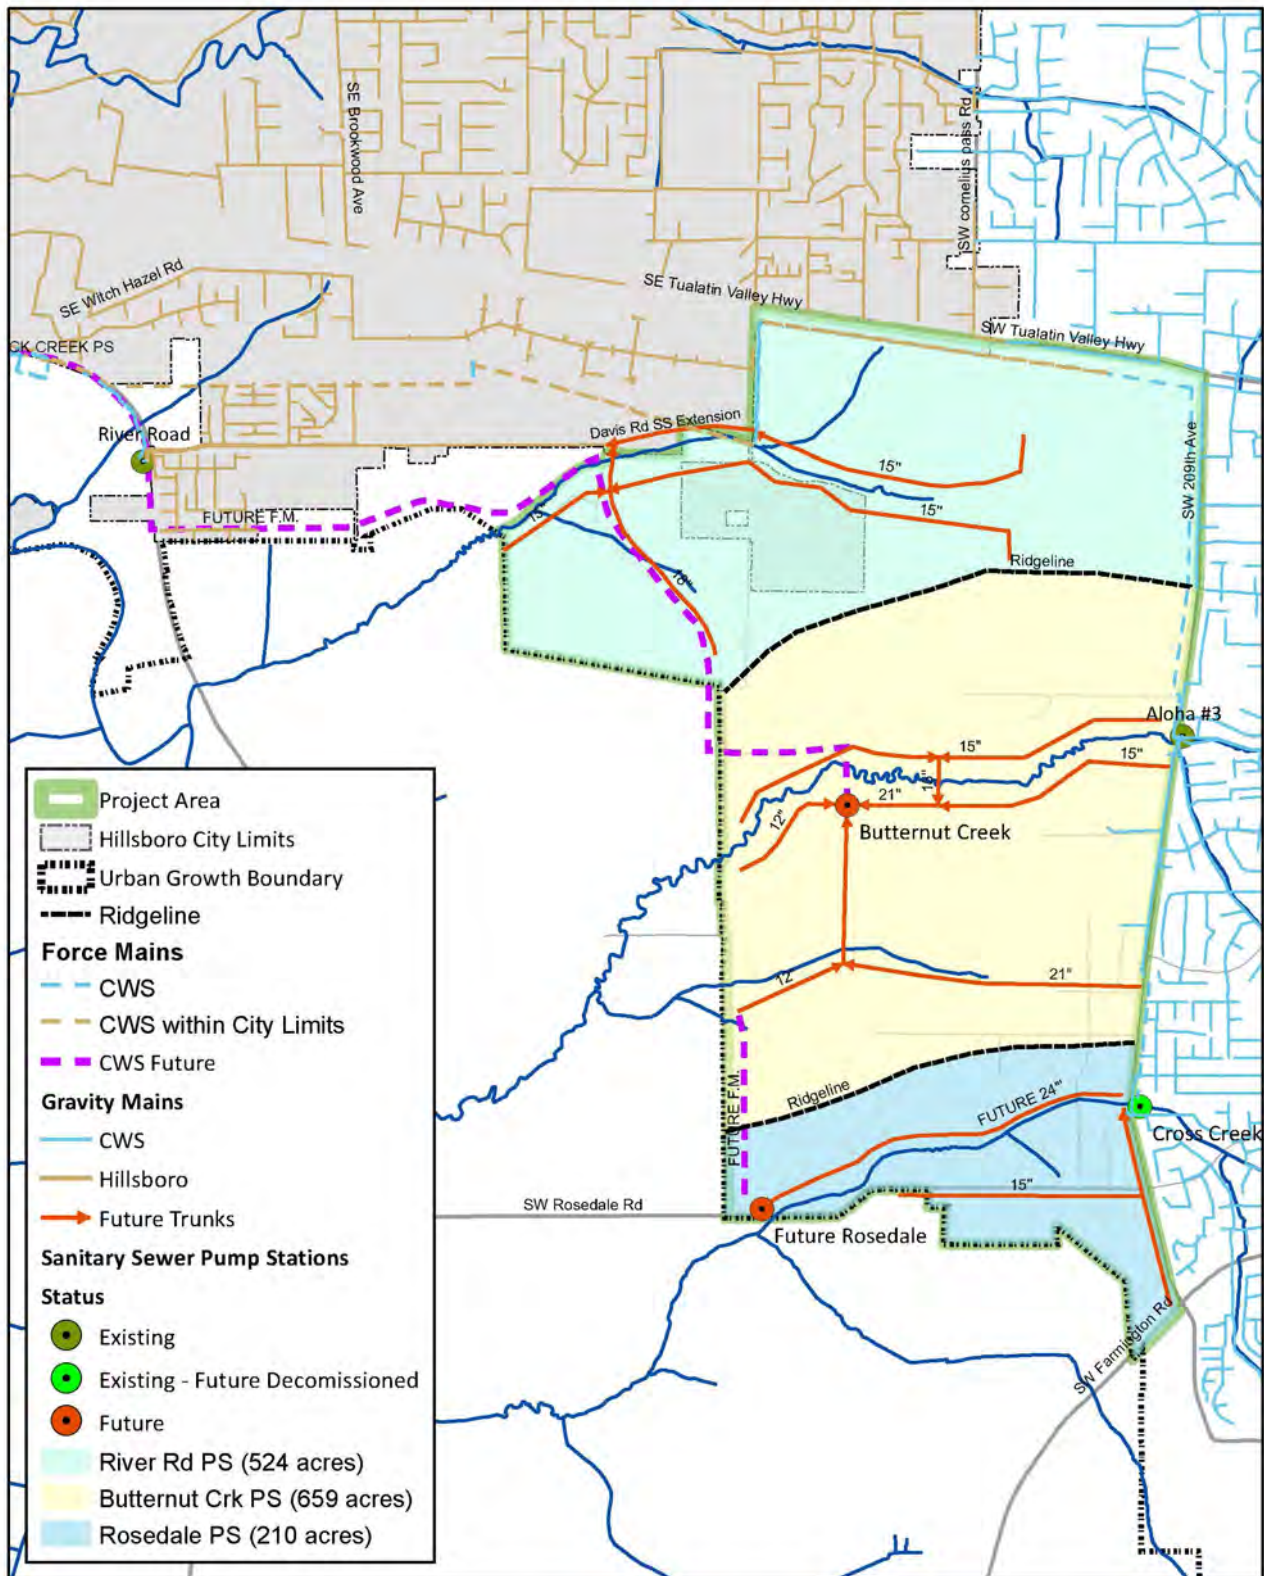 SE Brookwood Ave
SW cornelius pass Rd
SE Witch Hazel Rd
SE Tualatin Valley Hwy
SW Tualatin Valley Hwy
CK CREEK PS
River Road
Davis Rd SS Extension
15"
15"
SW 209th Ave
FUTURE F.M.
Ridgeline
18"
Aloha #3
15"
15"
18"
21"
12"
Butternut Creek
21"
12"
Ridgeline
FUTURE F.M.
FUTURE 24"'
Cross Creek
15"
SW Rosedale Rd
Future Rosedale
SW Farmington Rd
Project Area
Hillsboro City Limits
Urban Growth Boundary
Ridgeline
Force Mains
CWS
CWS within City Limits
CWS Future
Gravity Mains
CWS
Hillsboro
Future Trunks
Sanitary Sewer Pump Stations
Status
Existing
Existing - Future Decomissioned
Future
River Rd PS (524 acres)
Butternut Crk PS (659 acres)
Rosedale PS (210 acres)